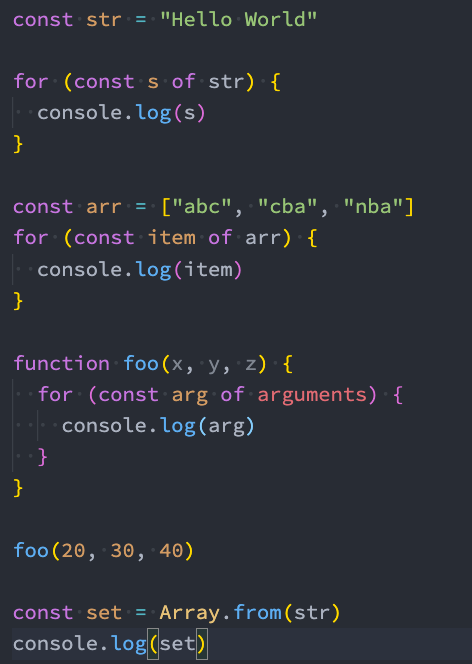 const str = "Hello World"
for (const s of str) {
  console.log(s)
}
const arr = ["abc", "cba", "nba"]
for (const item of arr) {
  console.log(item)
}
function foo(x, y, z) {
  for (const arg of arguments) {
    console.log(arg)
  }
}
foo(20, 30, 40)
const set = Array.from(str)
console.log(set)